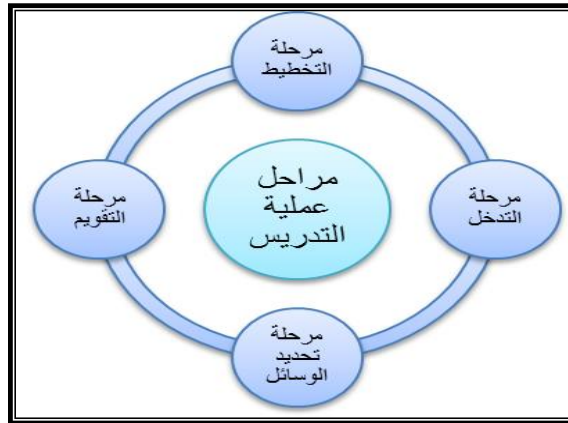 مرحلة
التخطيط
مرحلة
التدخل
مرحلة
تحديد
الوسائل
مرحلة
التقويم
مراحل
عملية
التدريس